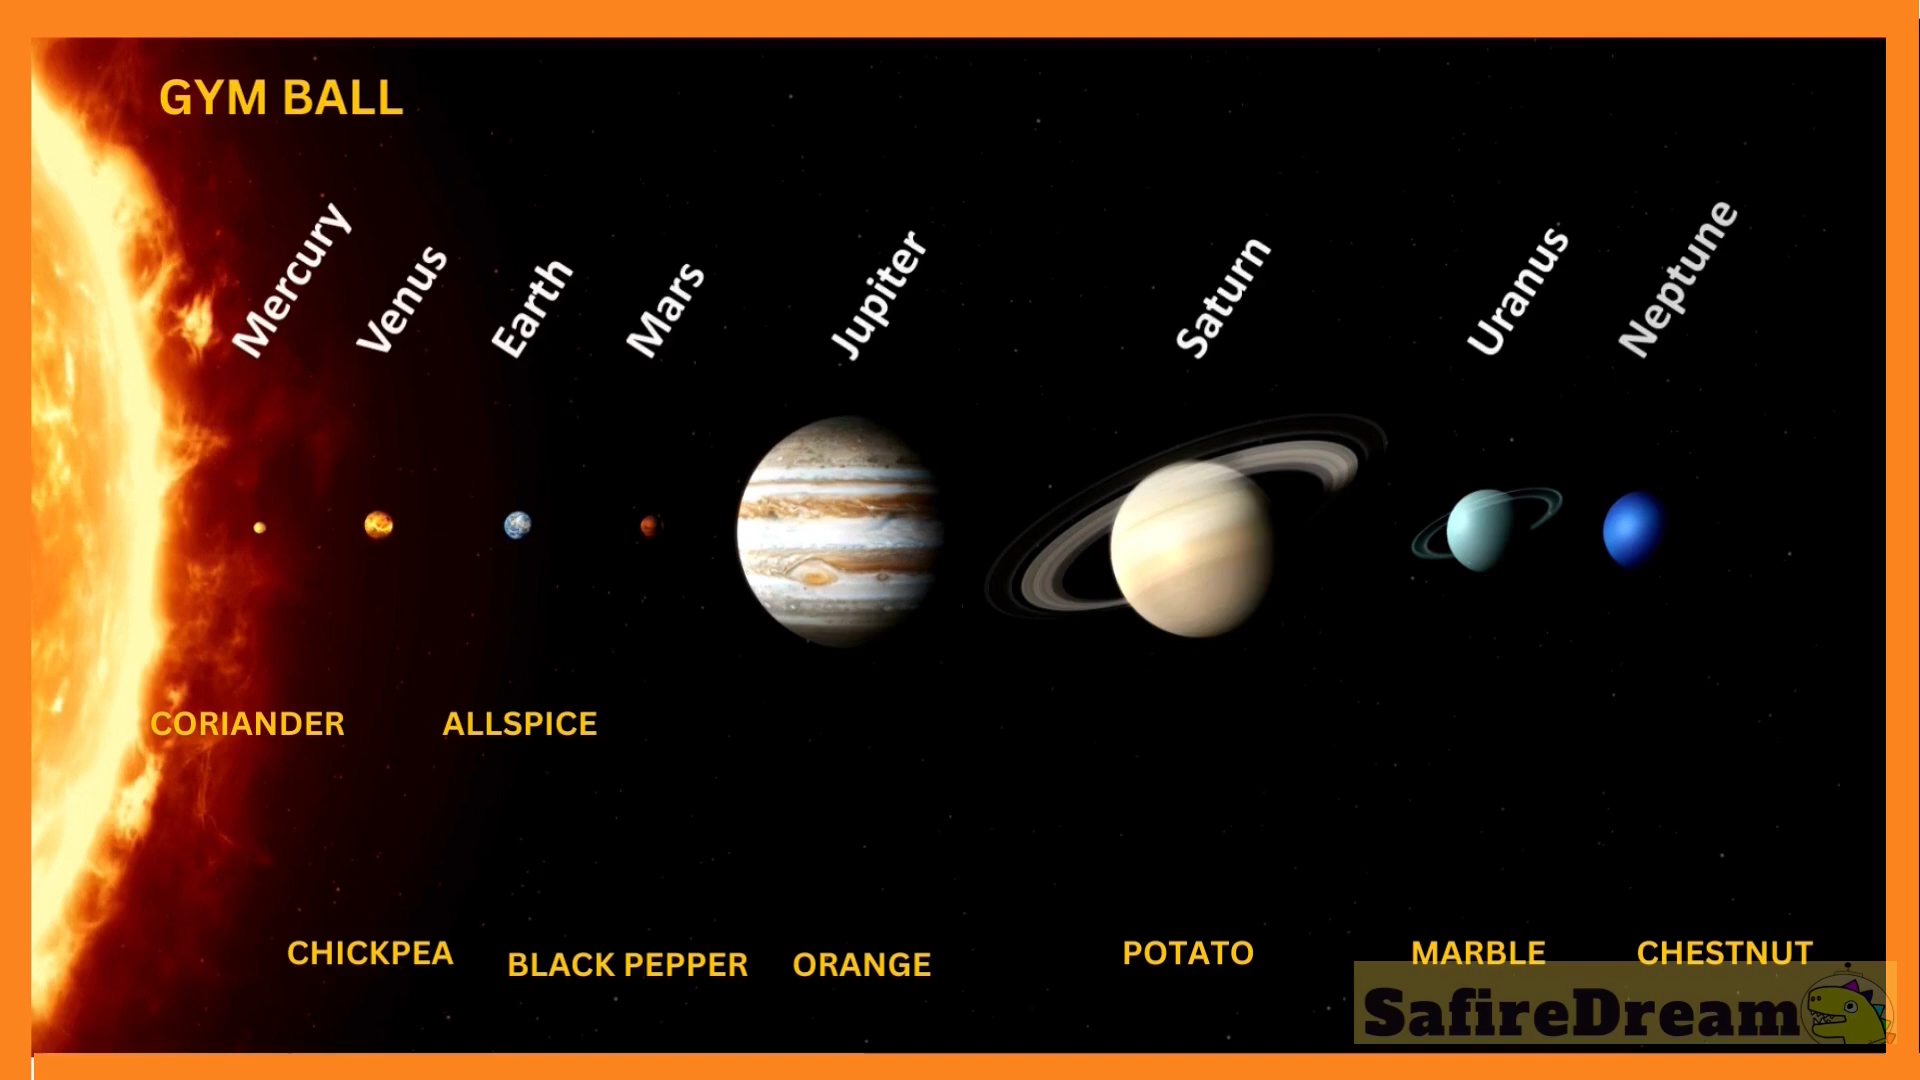 GYM BALL
Mercury
Venus
Earth
Mars
Jupiter
Saturn
Uranus
Neptune
CORIANDER
ALLSPICE
CHICKPEA
BLACK PEPPER
ORANGE
POTATO
MARBLE
CHESTNUT
SafireDream